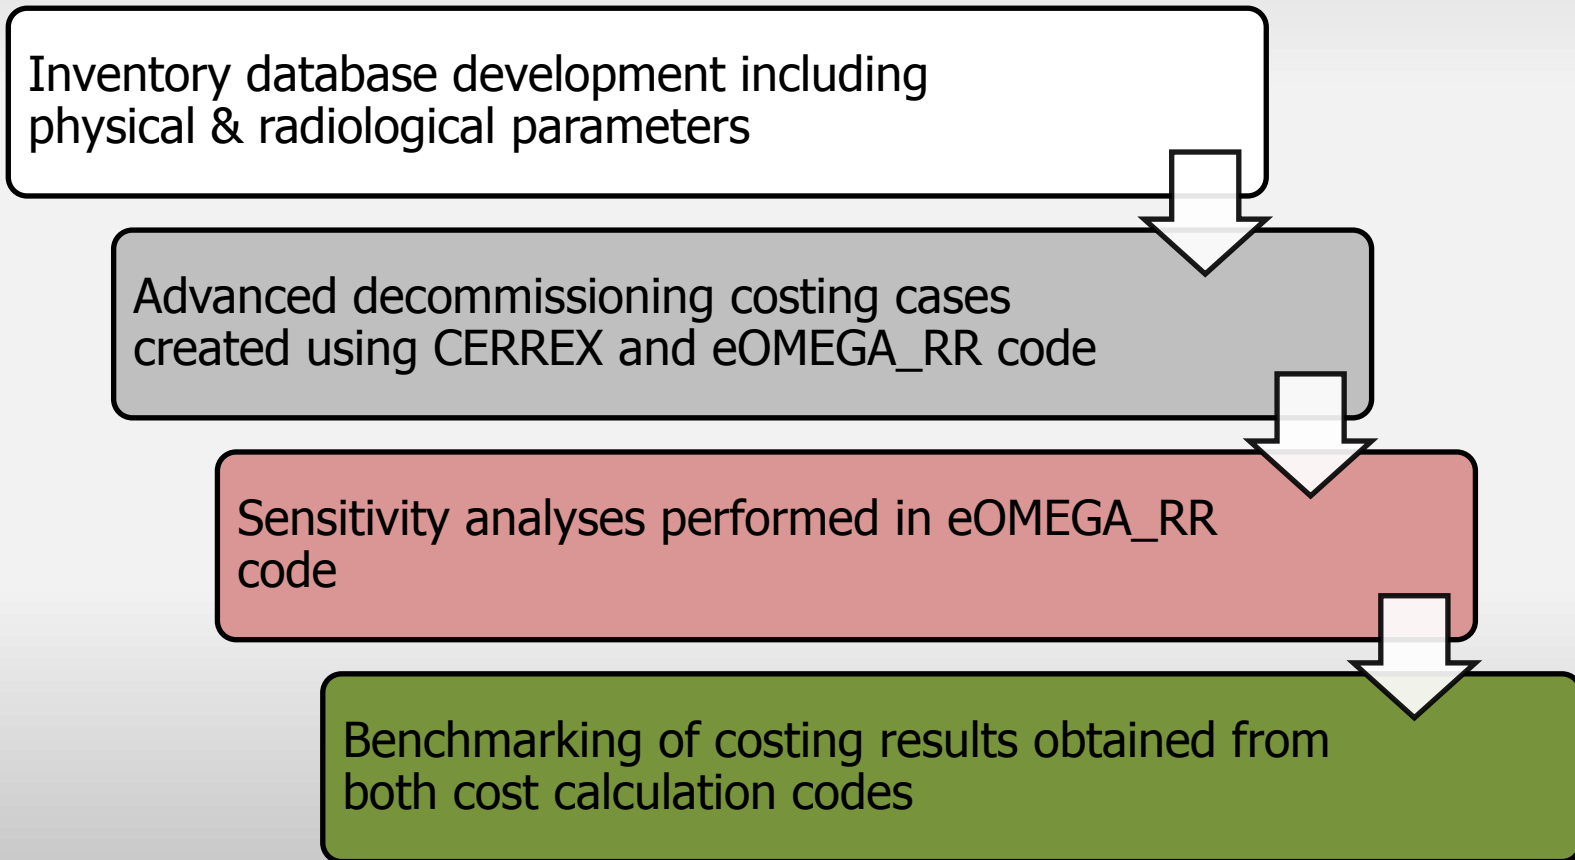 Inventory database development including
physical & radiological parameters
Advanced decommissioning costing cases
created using CERREX and eOMEGA_RR code
Sensitivity analyses performed in eOMEGA_RR
code
Benchmarking of costing results obtained from
both cost calculation codes